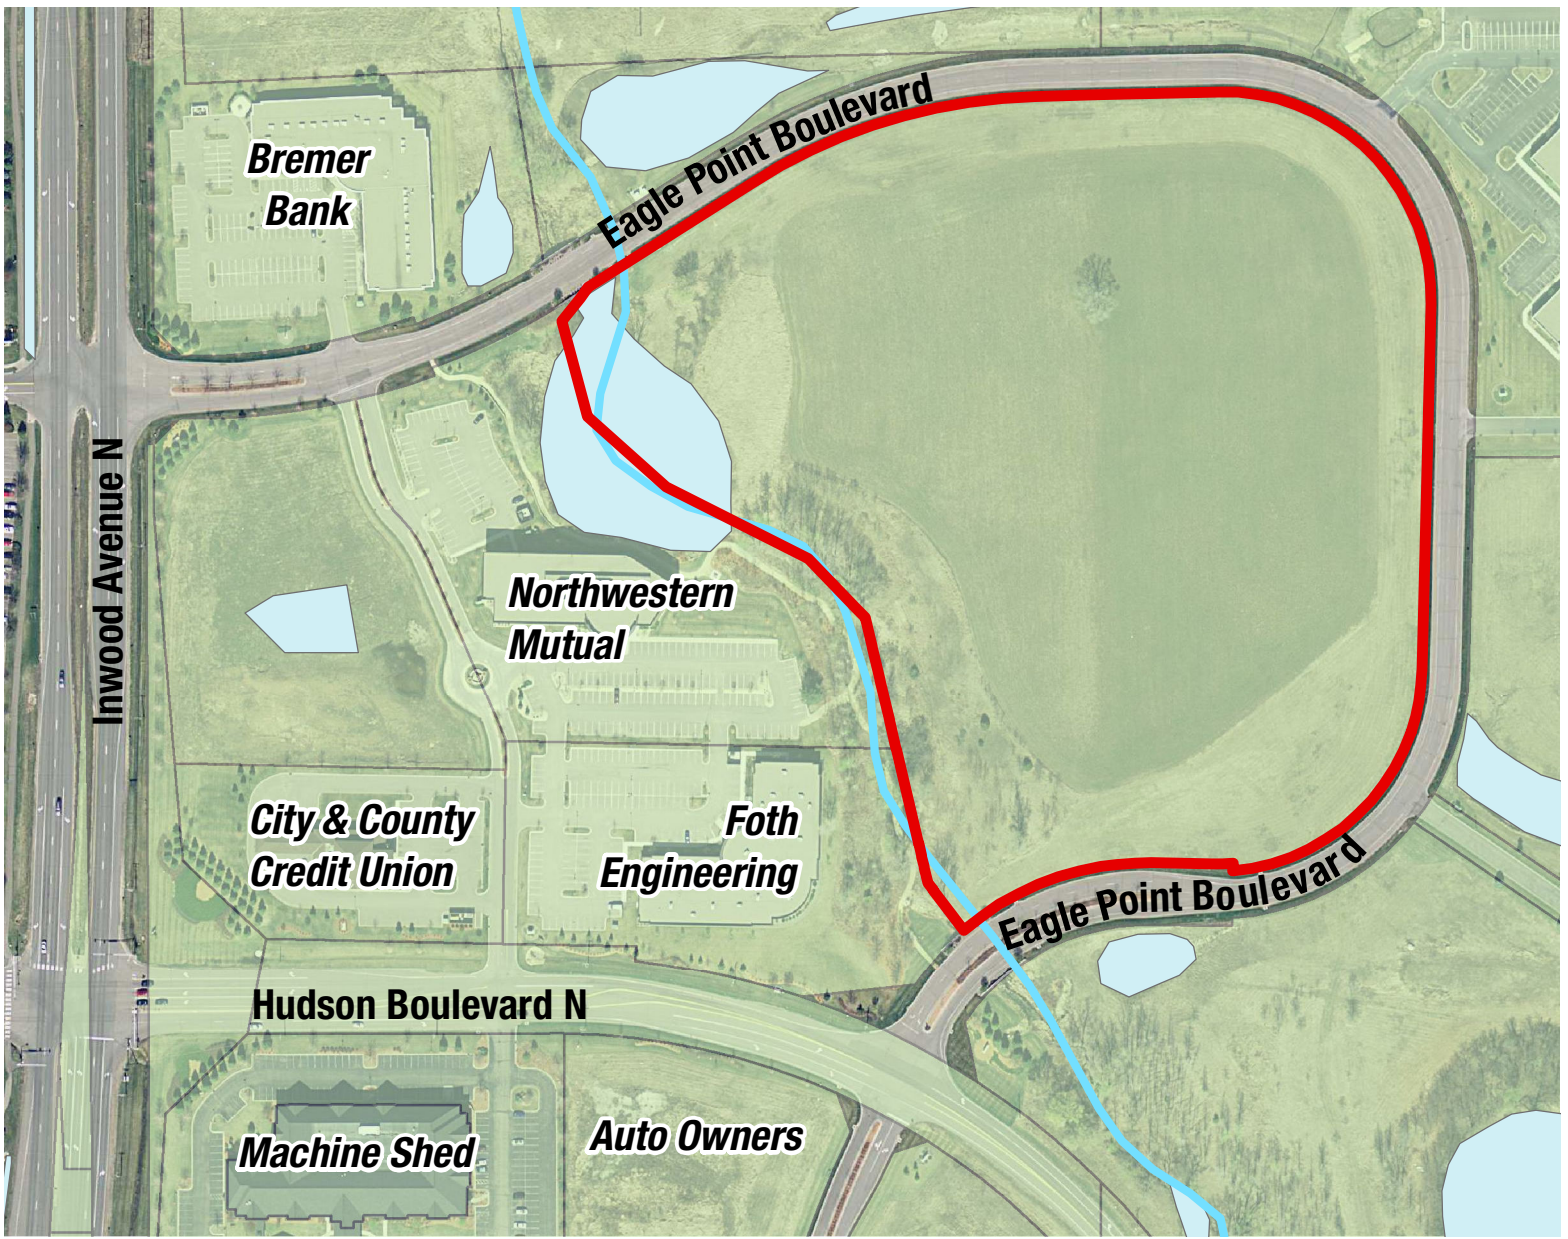 Eagle Point Boulevard
Bremer
Bank
Inwood Avenue N
Northwestern
Mutual
City & County
Credit Union
Foth
Engineering
Eagle Point Boulevard
Hudson Boulevard N
Machine Shed
Auto Owners